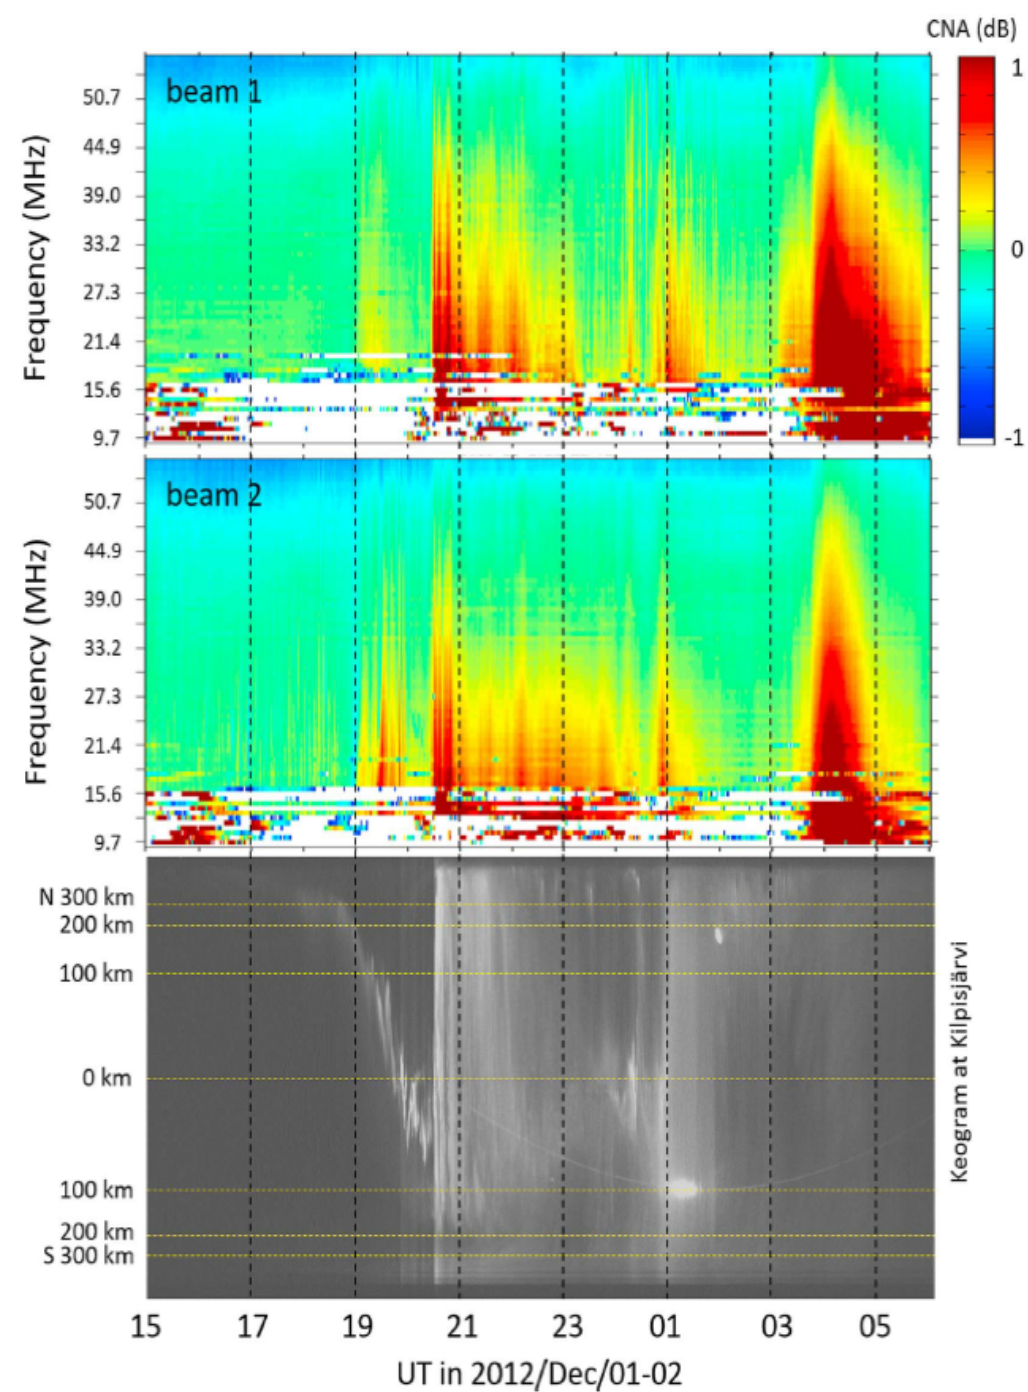 CNA (dB)
beam 1
Frequency (MHz)
50.7
44.9
39.0
33.2
27.3
21.4
15.6
9.7
1
0
-1
beam 2
Frequency (MHz)
50.7
44.9
39.0
33.2
27.3
21.4
15.6
9.7
N 300 km
200 km
100 km
0 km
100 km
200 km
S 300 km
Keogram at Kilpisjärvi
15 17 19 21 23 01 03 05
UT in 2012/Dec/01-02